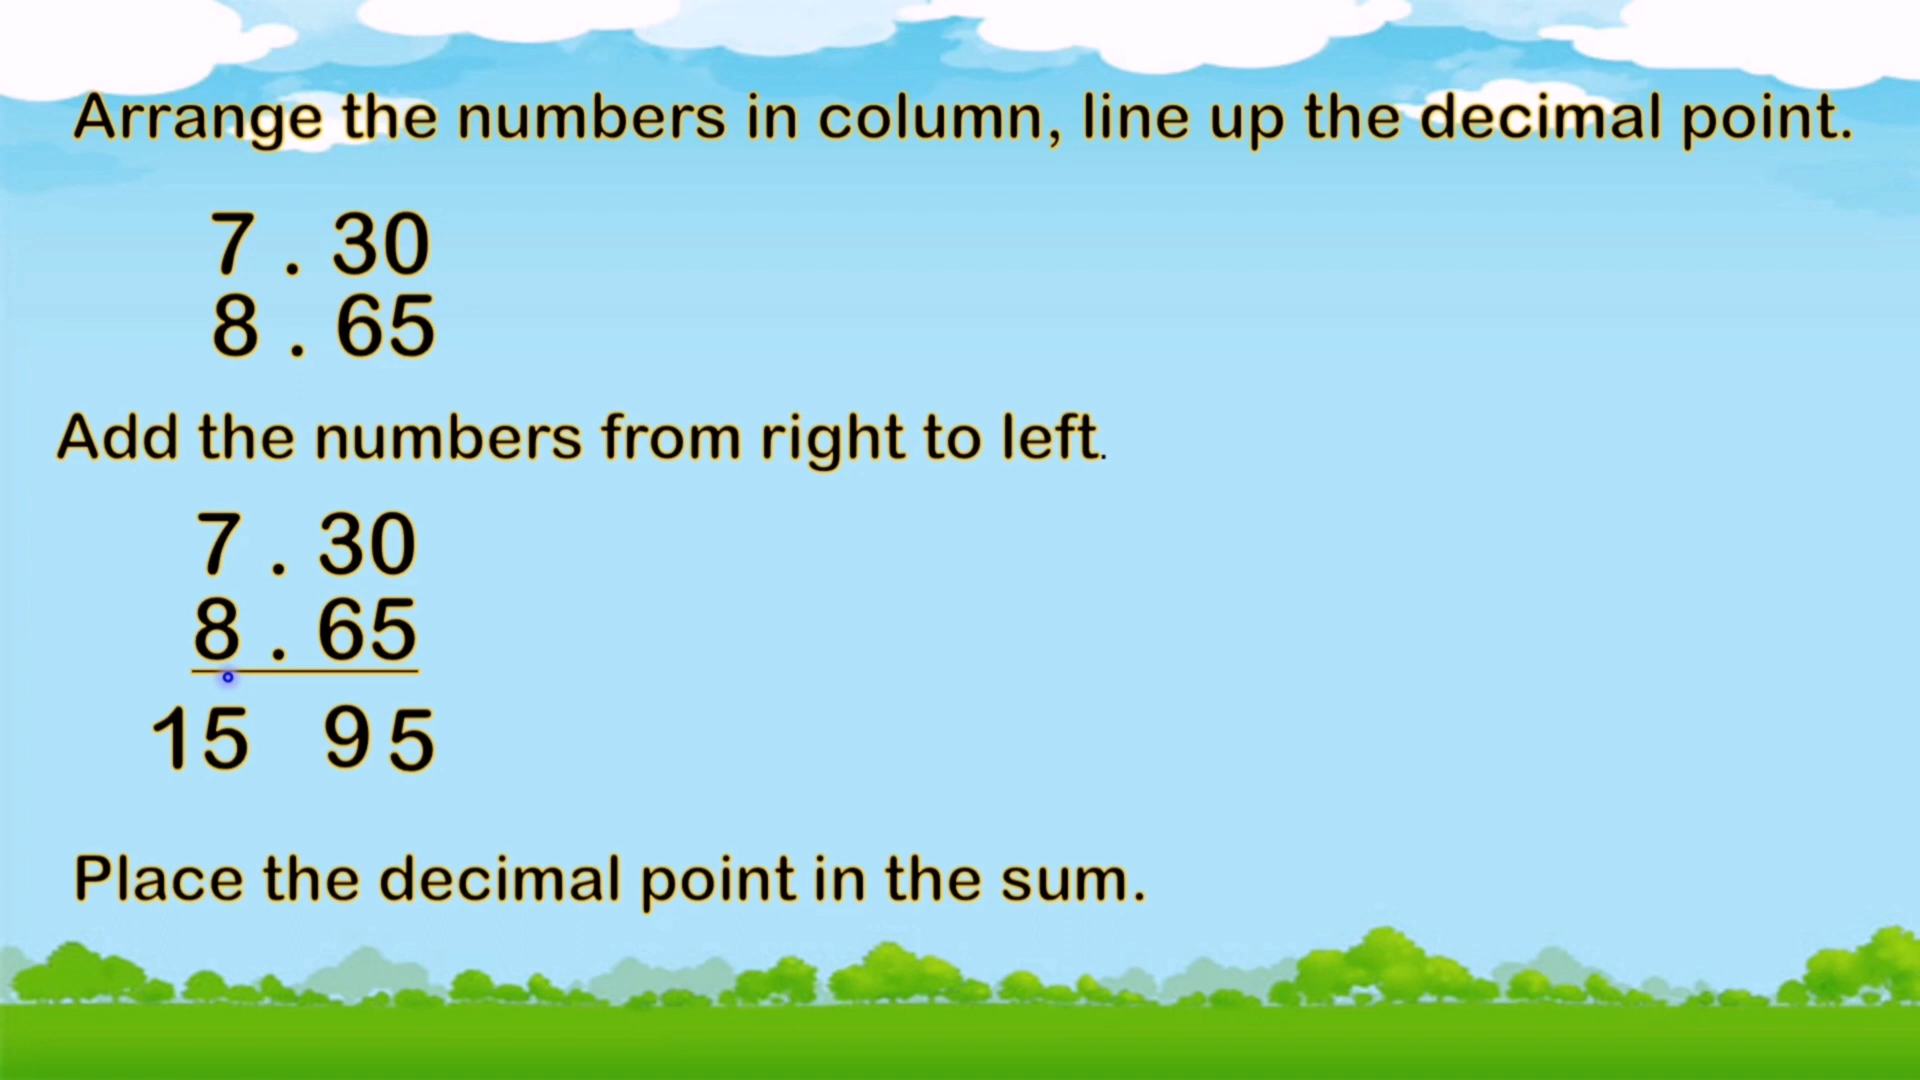 Arrange the numbers in column, line up the decimal point.
7 . 30
8 . 65
Add the numbers from right to left.
7 . 30
8 . 65
15 95
Place the decimal point in the sum.